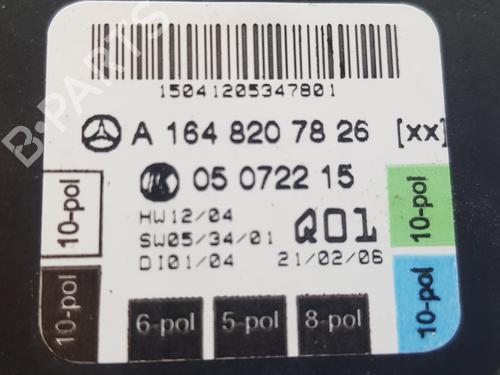 15041205347801
A 164 820 78 26 [xx]
05 0722 15
HW12/04
SW05/34/01
DI01/04
Q01
21/02/06
10-pol
10-pol
10-pol
10-pol
6-pol
5-pol
8-pol
B-PARTS